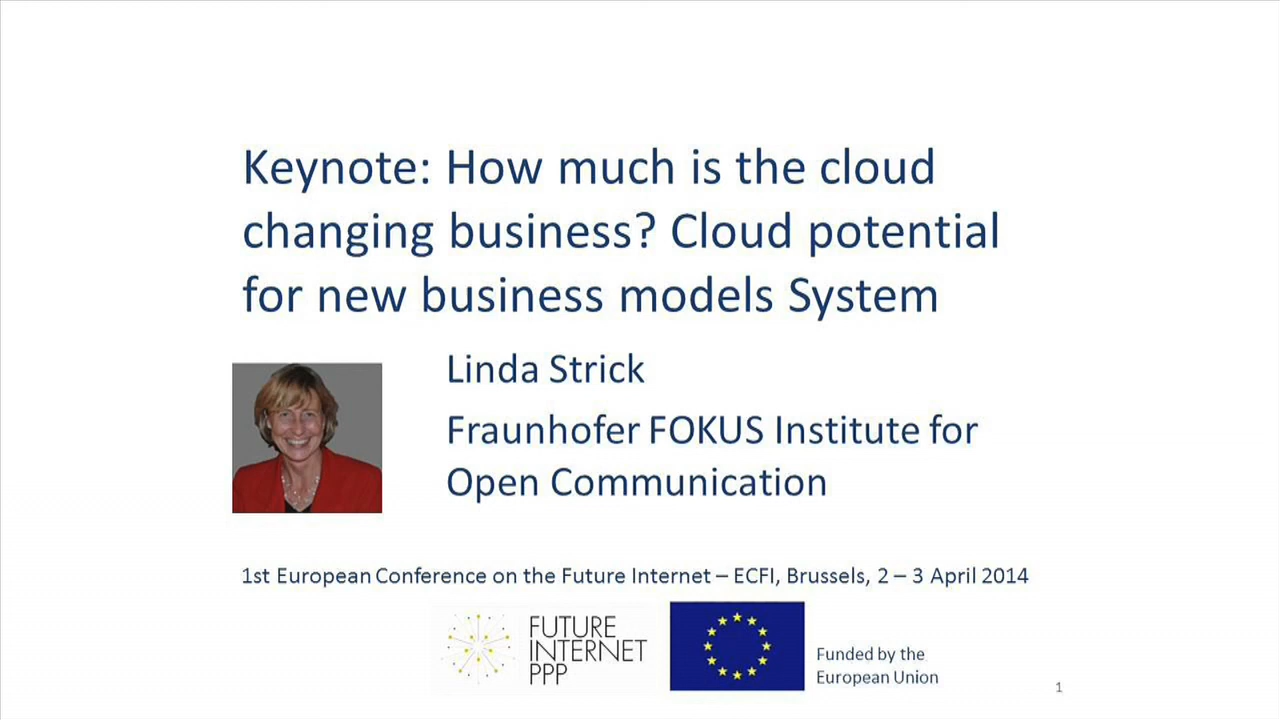 Keynote: How much is the cloud
changing business? Cloud potential
for new business models System
Linda Strick
Fraunhofer FOKUS Institute for
Open Communication
1st European Conference on the Future Internet – ECFI, Brussels, 2 – 3 April 2014
FUTURE
INTERNET
PPP
Funded by the
European Union
1